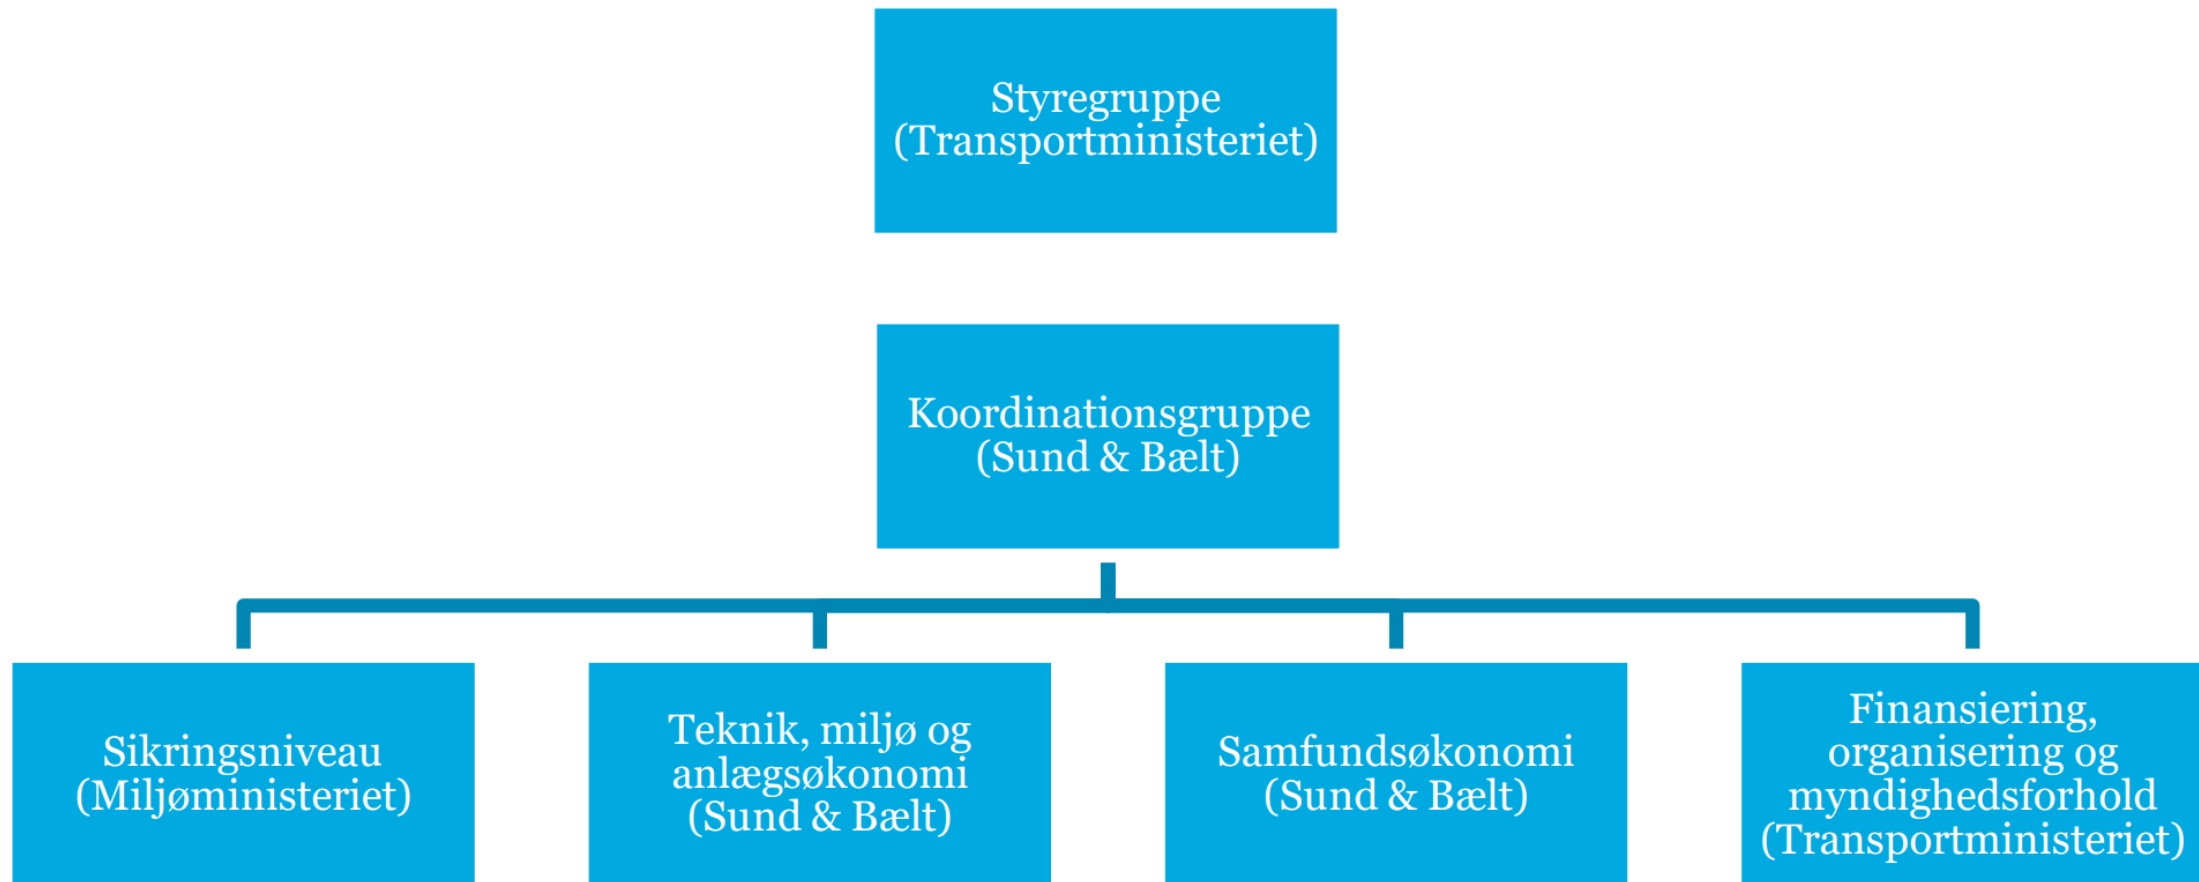 Styregruppe
(Transportministeriet)
Koordinationsgruppe
(Sund & Bælt)
Sikringsniveau
(Miljøministeriet)
Teknik, miljø og
anlægsøkonomi
(Sund & Bælt)
Samfundsøkonomi
(Sund & Bælt)
Finansiering,
organisering og
myndighedsforhold
(Transportministeriet)